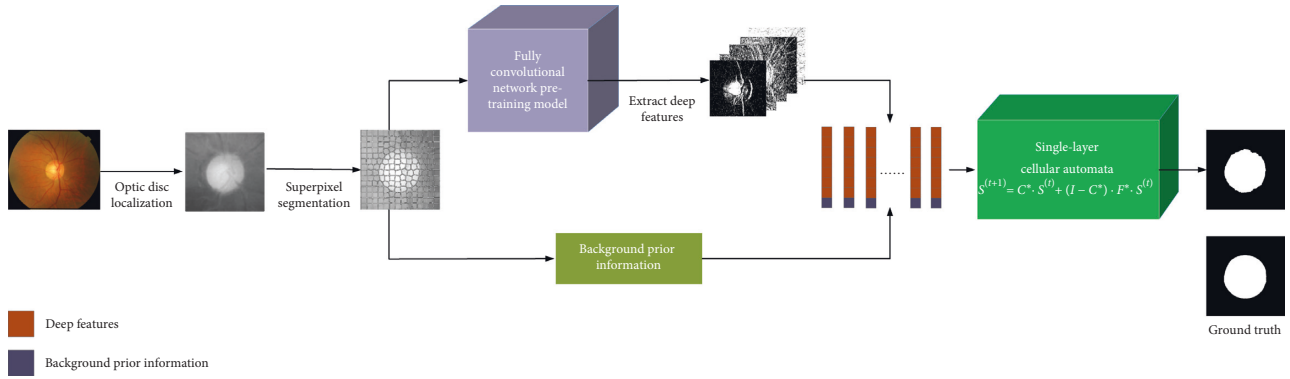 Fully
convolutional
network pre-
training model
Extract deep
features
Optic disc
localization
Superpixel
segmentation
Background prior
information
......
Single-layer
cellular automata
S^(t+1) = C*· S^(t) + (I – C*) · F*· S^(t)
Ground truth
Deep features
Background prior information